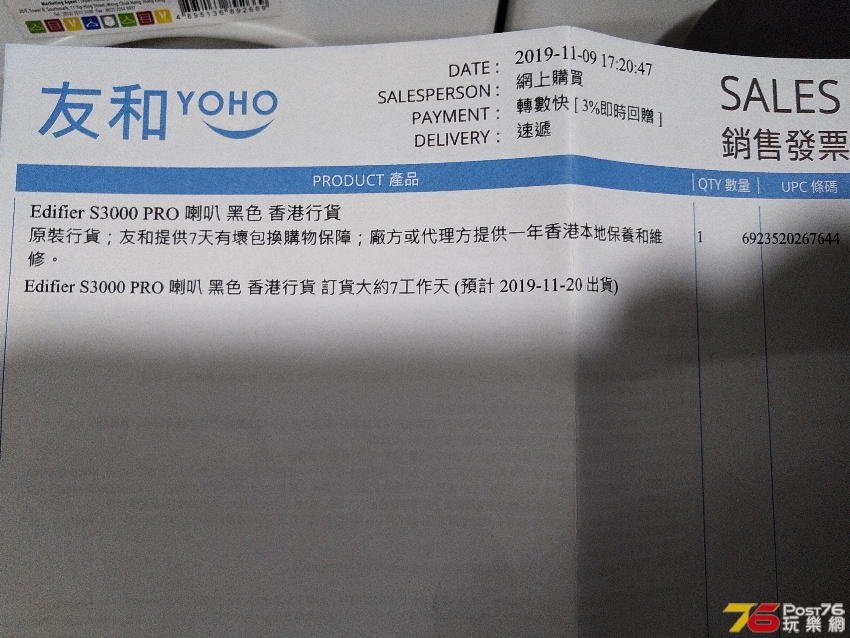 4895136892669
友和 YOHO
DATE : 2019-11-09 17:20:47
SALESPERSON : 網上購買
PAYMENT : 轉數快 [ 3%即時回贈 ]
DELIVERY : 速遞
SALES
銷售發票
PRODUCT 產品 QTY 數量 UPC 條碼
Edifier S3000 PRO 喇叭 黑色 香港行貨
原裝行貨；友和提供7天有壞包換購物保障；廠方或代理方提供一年香港本地保養和維 1 6923520267644
修。
Edifier S3000 PRO 喇叭 黑色 香港行貨 訂貨大約7工作天 (預計 2019-11-20 出貨)
76 Post76
玩樂網